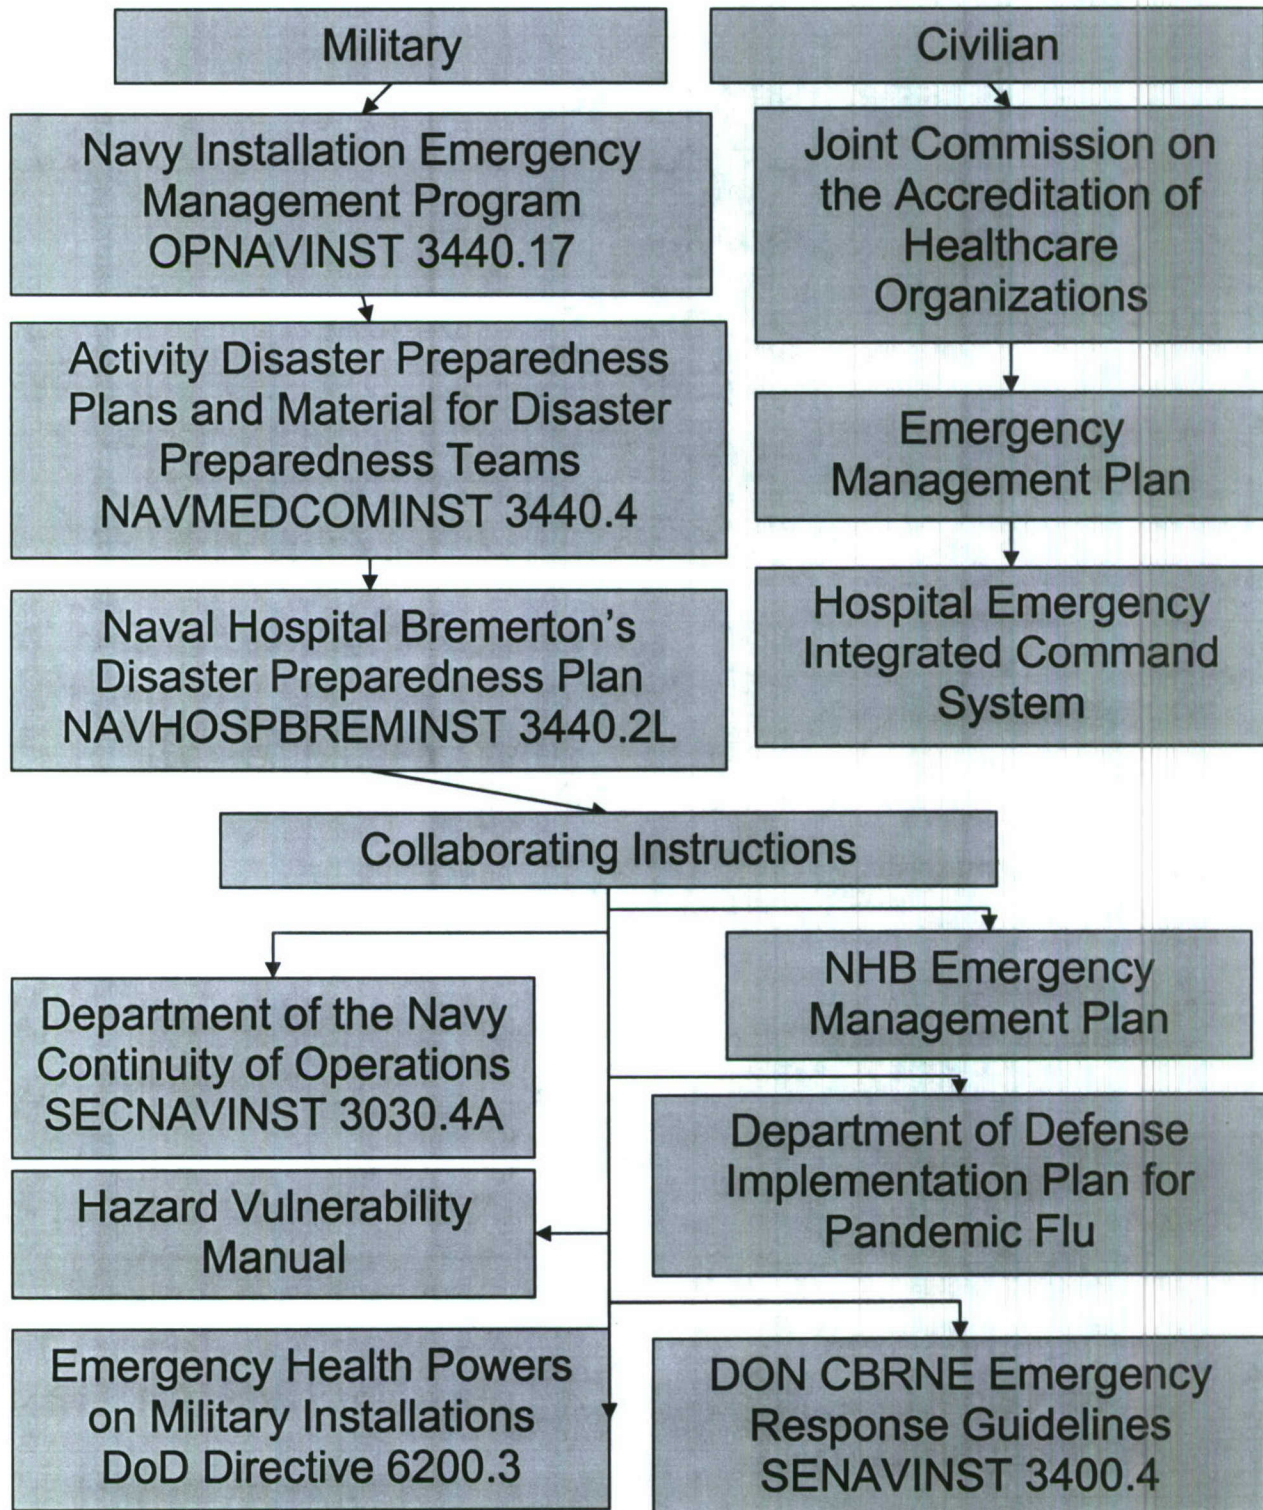 Military
Civilian
Navy Installation Emergency
Management Program
OPNAVINST 3440.17
Joint Commission on
the Accreditation of
Healthcare
Organizations
Activity Disaster Preparedness
Plans and Material for Disaster
Preparedness Teams
NAVMEDCOMINST 3440.4
Emergency
Management Plan
Naval Hospital Bremerton’s
Disaster Preparedness Plan
NAVHOSPBREMINST 3440.2L
Hospital Emergency
Integrated Command
System
Collaborating Instructions
Department of the Navy
Continuity of Operations
SECNAVINST 3030.4A
NHB Emergency
Management Plan
Hazard Vulnerability
Manual
Department of Defense
Implementation Plan for
Pandemic Flu
Emergency Health Powers
on Military Installations
DoD Directive 6200.3
DON CBRNE Emergency
Response Guidelines
SENAVINST 3400.4